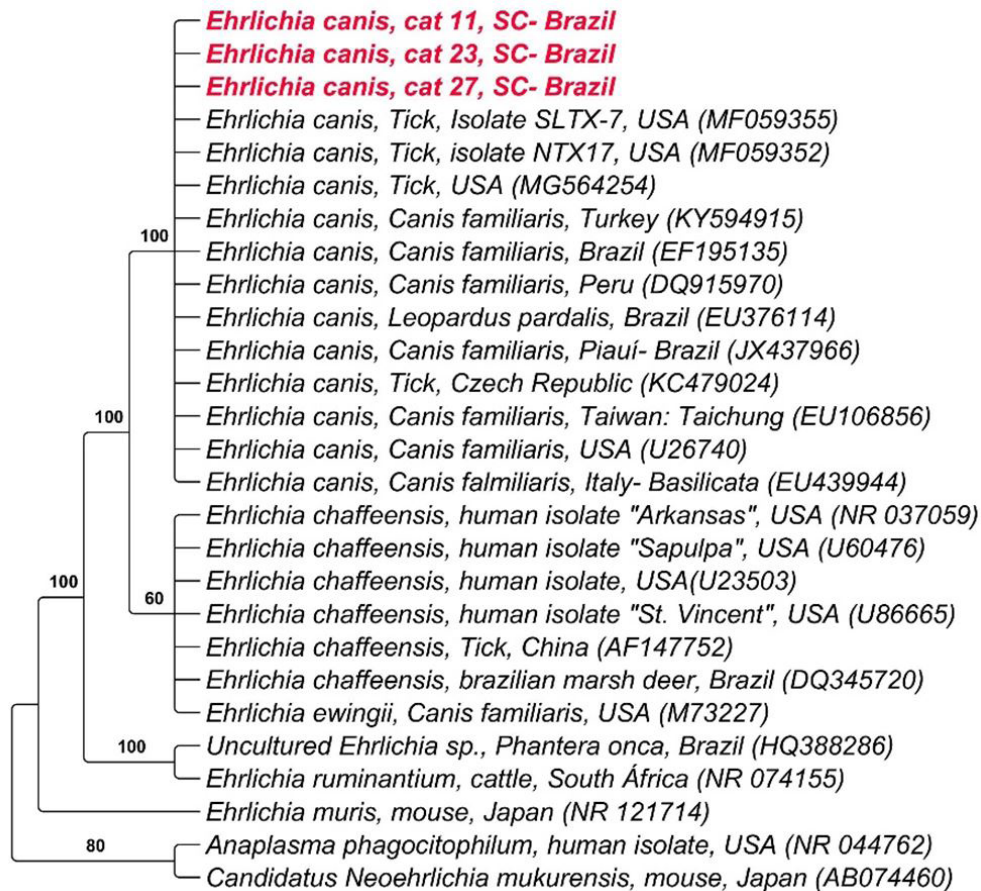 Ehrlichia canis, cat 11, SC- Brazil
Ehrlichia canis, cat 23, SC- Brazil
Ehrlichia canis, cat 27, SC- Brazil
Ehrlichia canis, Tick, Isolate SLTX-7, USA (MF059355)
Ehrlichia canis, Tick, isolate NTX17, USA (MF059352)
Ehrlichia canis, Tick, USA (MG564254)
Ehrlichia canis, Canis familiaris, Turkey (KY594915)
100
Ehrlichia canis, Canis familiaris, Brazil (EF195135)
Ehrlichia canis, Canis familiaris, Peru (DQ915970)
Ehrlichia canis, Leopardus pardalis, Brazil (EU376114)
Ehrlichia canis, Canis familiaris, Piauí- Brazil (JX437966)
Ehrlichia canis, Tick, Czech Republic (KC479024)
100
Ehrlichia canis, Canis familiaris, Taiwan: Taichung (EU106856)
Ehrlichia canis, Canis familiaris, USA (U26740)
Ehrlichia canis, Canis falmiliaris, Italy- Basilicata (EU439944)
Ehrlichia chaffeensis, human isolate "Arkansas", USA (NR 037059)
Ehrlichia chaffeensis, human isolate "Sapulpa", USA (U60476)
100
Ehrlichia chaffeensis, human isolate, USA(U23503)
60
Ehrlichia chaffeensis, human isolate "St. Vincent", USA (U86665)
Ehrlichia chaffeensis, Tick, China (AF147752)
Ehrlichia chaffeensis, brazilian marsh deer, Brazil (DQ345720)
Ehrlichia ewingii, Canis familiaris, USA (M73227)
100
Uncultured Ehrlichia sp., Phantera onca, Brazil (HQ388286)
Ehrlichia ruminantium, cattle, South África (NR 074155)
Ehrlichia muris, mouse, Japan (NR 121714)
80
Anaplasma phagocitophilum, human isolate, USA (NR 044762)
Candidatus Neoehrlichia mukurensis, mouse, Japan (AB074460)